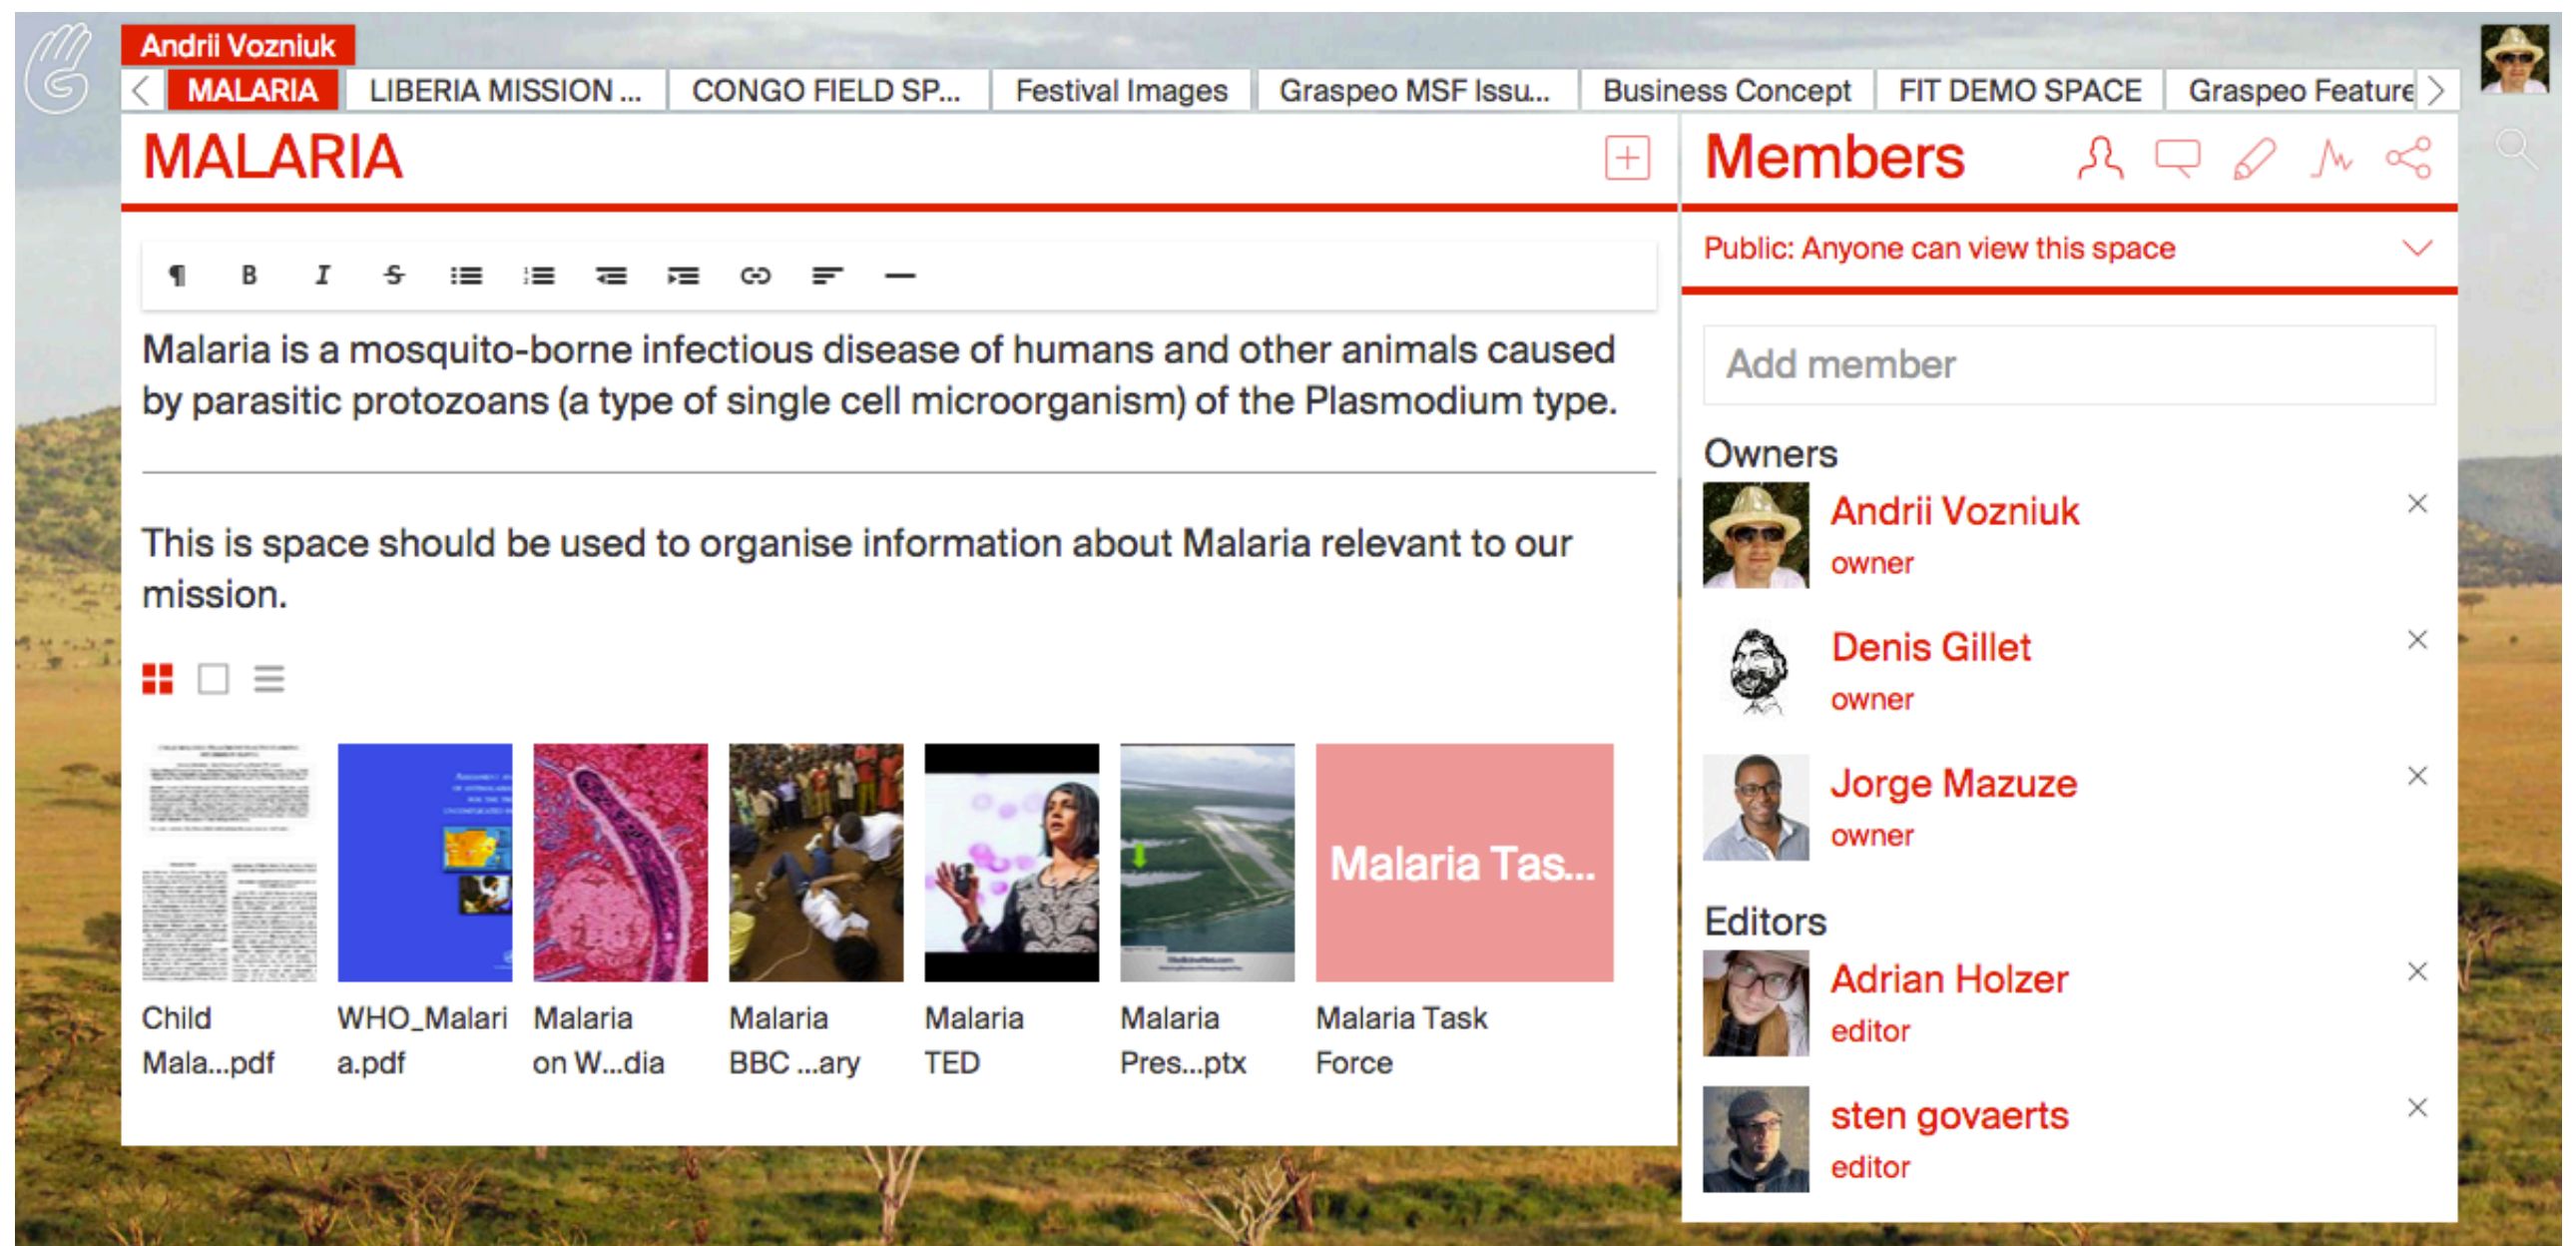 Andrii Vozniuk
MALARIA
LIBERIA MISSION ...
CONGO FIELD SP...
Festival Images
Graspeo MSF Issu...
Business Concept
FIT DEMO SPACE
Graspeo Feature
MALARIA
Members
Public: Anyone can view this space
B I S
Malaria is a mosquito-borne infectious disease of humans and other animals caused
by parasitic protozoans (a type of single cell microorganism) of the Plasmodium type.
This is space should be used to organise information about Malaria relevant to our
mission.
Malaria Tas...
Child
Mala...pdf
WHO_Malari
a.pdf
Malaria
on W...dia
Malaria
BBC ...ary
Malaria
TED
Malaria
Pres...ptx
Malaria Task
Force
Add member
Owners
Andrii Vozniuk
owner
Denis Gillet
owner
Jorge Mazuze
owner
Editors
Adrian Holzer
editor
sten govaerts
editor